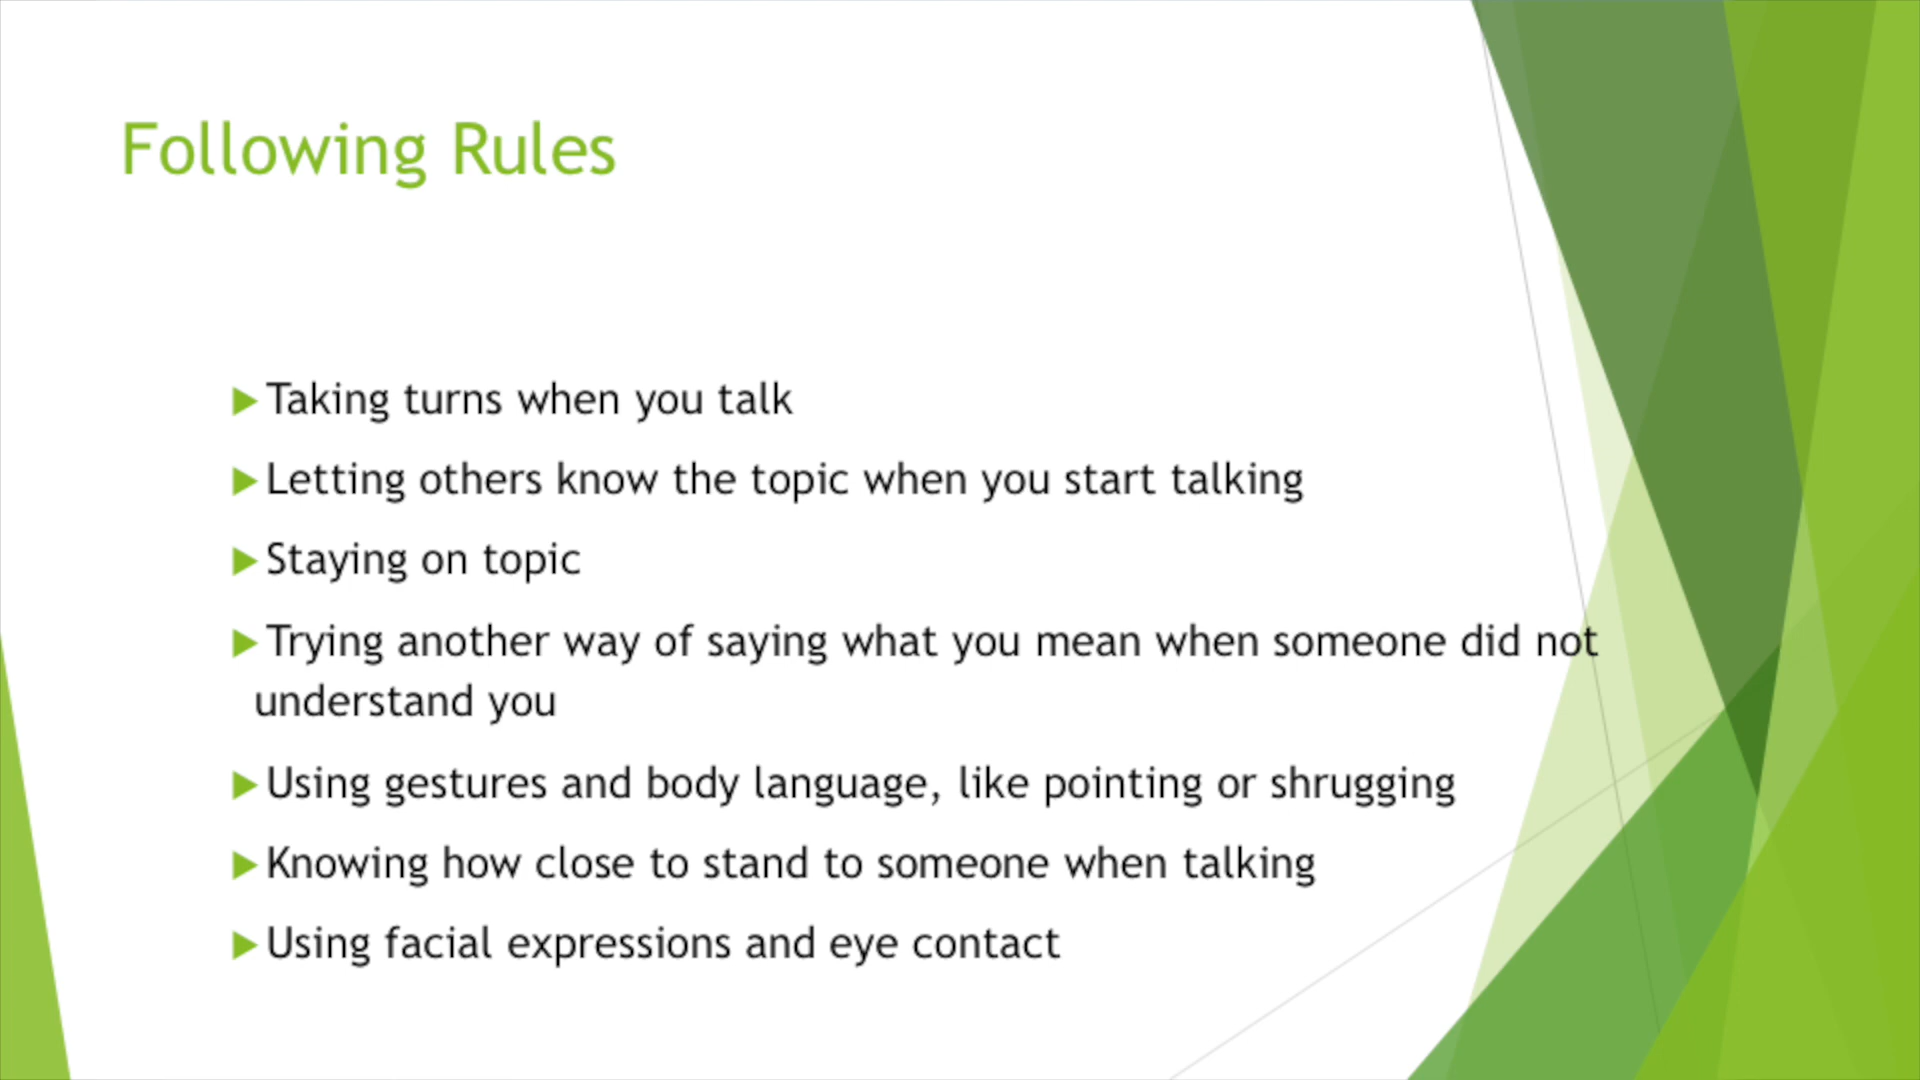 Following Rules
Taking turns when you talk
Letting others know the topic when you start talking
Staying on topic
Trying another way of saying what you mean when someone did not
understand you
Using gestures and body language, like pointing or shrugging
Knowing how close to stand to someone when talking
Using facial expressions and eye contact